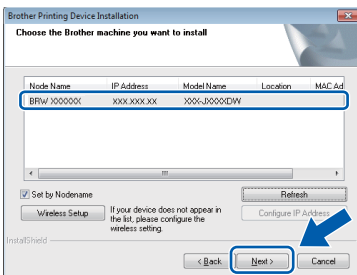 Brother Printing Device Installation
Choose the Brother machine you want to install
Node Name IP Address Model Name Location MAC Ad
BRW XXXXXX XXX.XXX.XX XXX-JXXXXDW
Set by Nodename
Refresh
Wireless Setup
If your device does not appear in
the list, please configure the
wireless setting.
Configure IP Address
InstallShield
< Back Next > Cancel